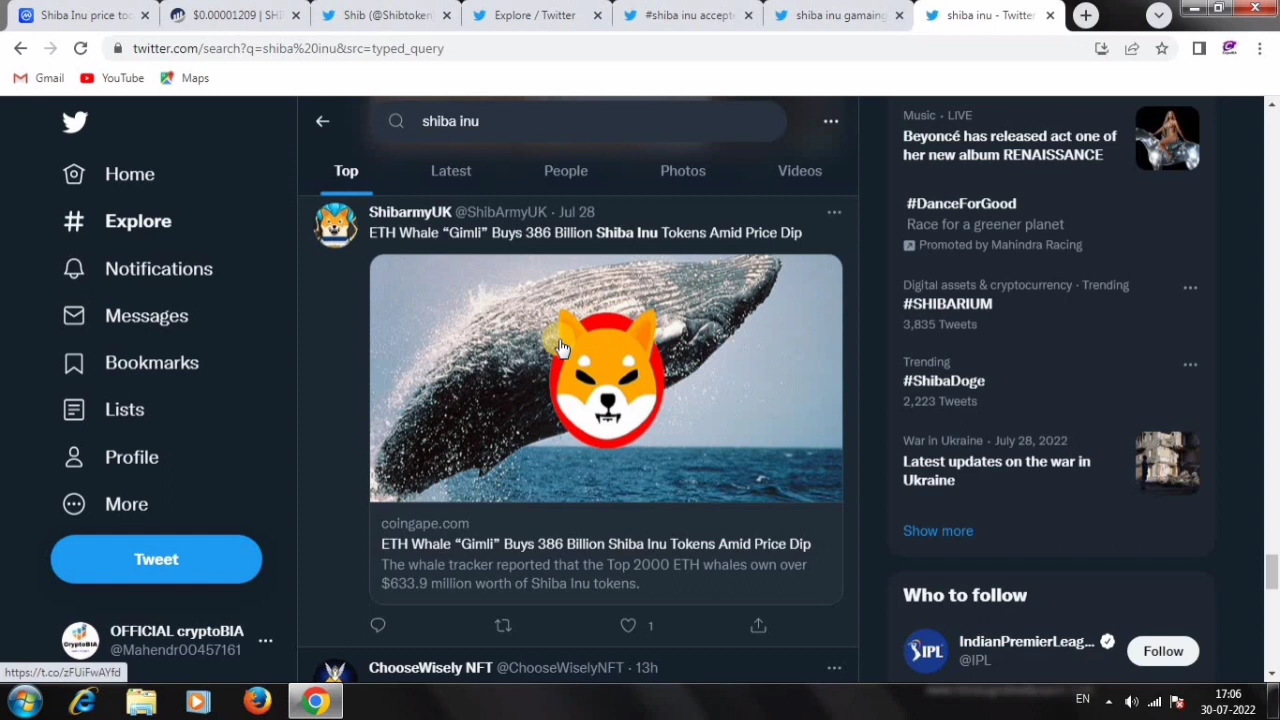 Shiba Inu price to
$0.00001209 | SHI
Shib (@Shibtoken)
Explore / Twitter
#shiba inu accept
shiba inu gamaing
shiba inu - Twitter
twitter.com/search?q=shiba%20inu&src=typed_query
Gmail
YouTube
Maps
shiba inu
Top
Latest
People
Photos
Videos
Home
Explore
Notifications
Messages
Bookmarks
Lists
Profile
More
Tweet
OFFICIAL cryptoBIA
@Mahendr00457161
CryptoBIA
https://t.co/zFUiFwAYfd
ShibarmyUK @ShibArmyUK · Jul 28
ETH Whale “Gimli” Buys 386 Billion Shiba Inu Tokens Amid Price Dip
coingape.com
ETH Whale “Gimli” Buys 386 Billion Shiba Inu Tokens Amid Price Dip
The whale tracker reported that the Top 2000 ETH whales own over
$633.9 million worth of Shiba Inu tokens.
1
ChooseWisely NFT @ChooseWiselyNFT · 13h
Music · LIVE
Beyoncé has released act one of
her new album RENAISSANCE
#DanceForGood
Race for a greener planet
Promoted by Mahindra Racing
Digital assets & cryptocurrency · Trending
#SHIBARIUM
3,835 Tweets
Trending
#ShibaDoge
2,223 Tweets
War in Ukraine · July 28, 2022
Latest updates on the war in
Ukraine
Show more
Who to follow
IPL
IndianPremierLeag...
@IPL
Follow
EN
17:06
30-07-2022